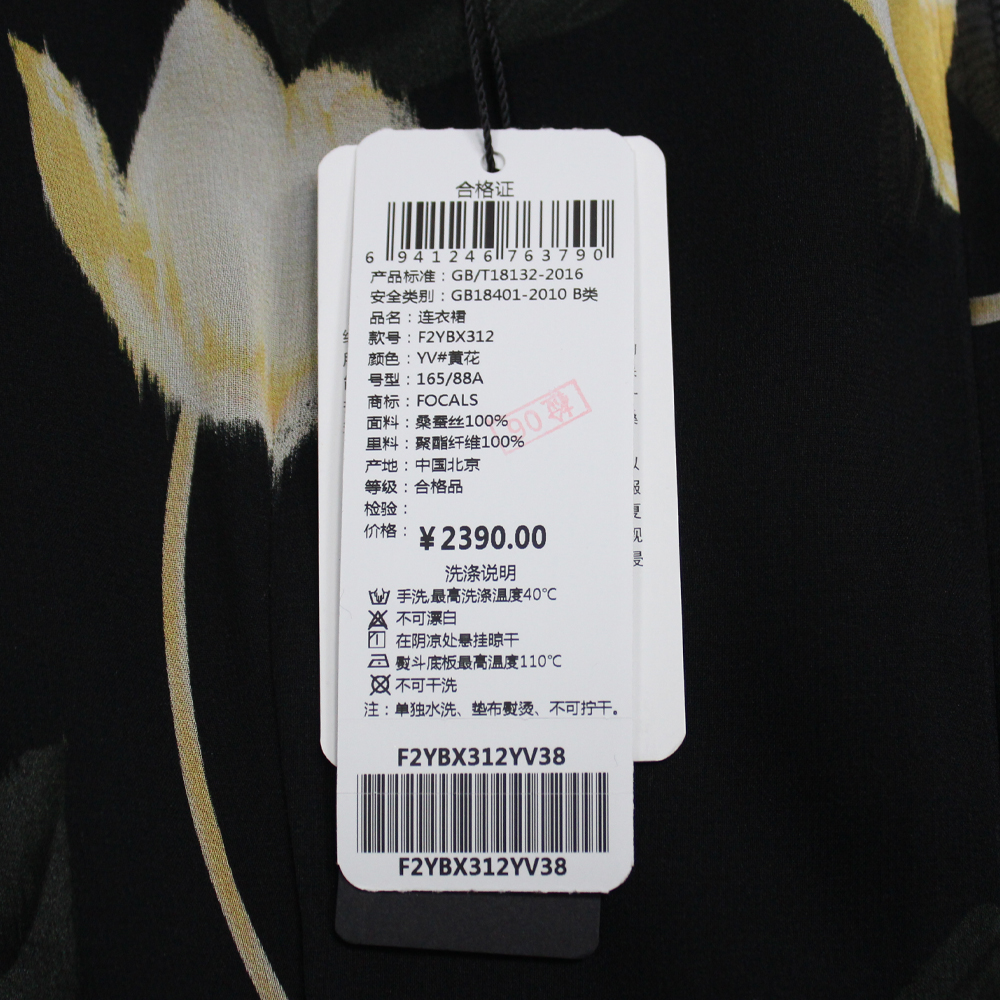 合格证
6 941246 763790
产品标准：GB/T18132-2016
安全类别：GB18401-2010 B类
品名：连衣裙
款号：F2YBX312
颜色：YV#黄花
号型：165/88A
商标：FOCALS
面料：桑蚕丝100%
里料：聚酯纤维100%
检06
产地：中国北京
等级：合格品
检验：
价格：￥2390.00
洗涤说明
手洗,最高洗涤温度40℃
不可漂白
在阴凉处悬挂晾干
熨斗底板最高温度110℃
不可干洗
注：单独水洗、垫布熨烫、不可拧干。
F2YBX312YV38
F2YBX312YV38